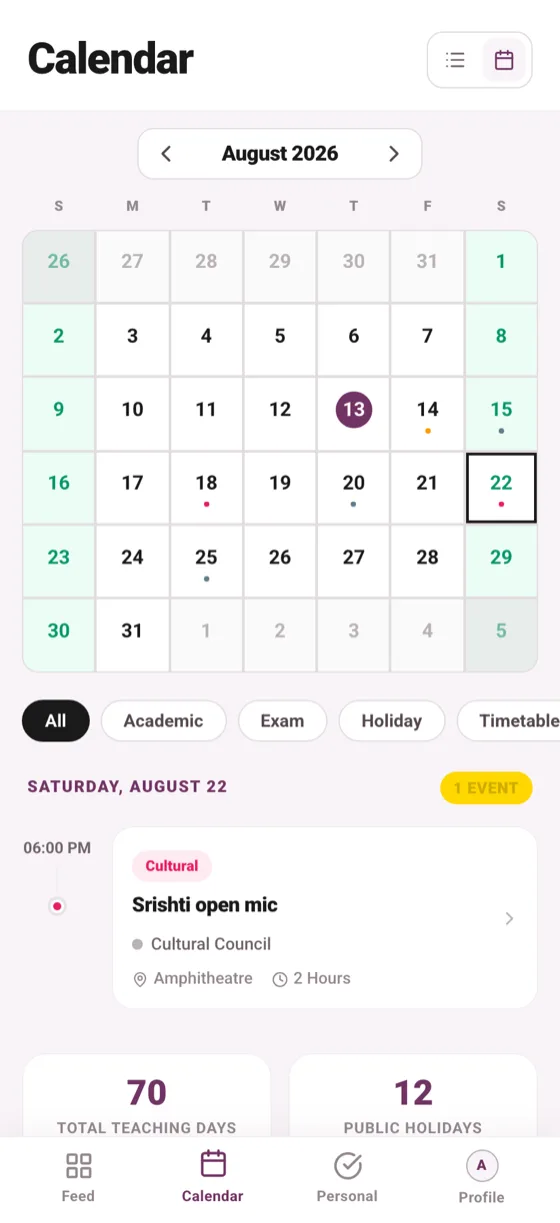 Calendar
August 2026
S M T W T F S
26 27 28 29 30 31 1
2 3 4 5 6 7 8
9 10 11 12 13 14 15
16 17 18 19 20 21 22
23 24 25 26 27 28 29
30 31 1 2 3 4 5
All Academic Exam Holiday Timetable
SATURDAY, AUGUST 22 1 EVENT
06:00 PM
Cultural
Srishti open mic
Cultural Council
Amphitheatre 2 Hours
70 12
TOTAL TEACHING DAYS PUBLIC HOLIDAYS
A
Feed Calendar Personal Profile